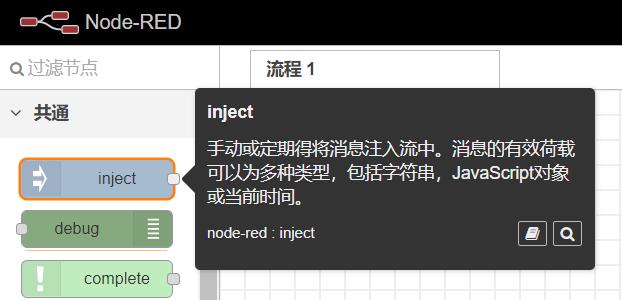 Node-RED
过滤节点
流程 1
共通
inject
手动或定期得将消息注入流中。消息的有效荷载
可以为多种类型，包括字符串，JavaScript对象
或当前时间。
node-red : inject
inject
debug
complete